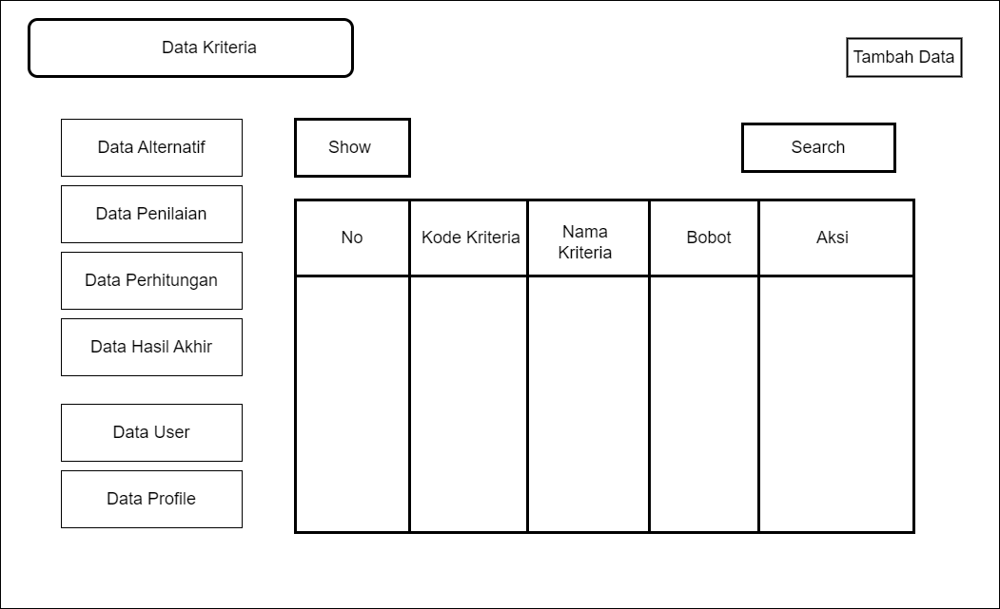 Data Kriteria
Tambah Data
Data Alternatif
Data Penilaian
Data Perhitungan
Data Hasil Akhir
Data User
Data Profile
Show
Search
No
Kode Kriteria
Nama
Kriteria
Bobot
Aksi